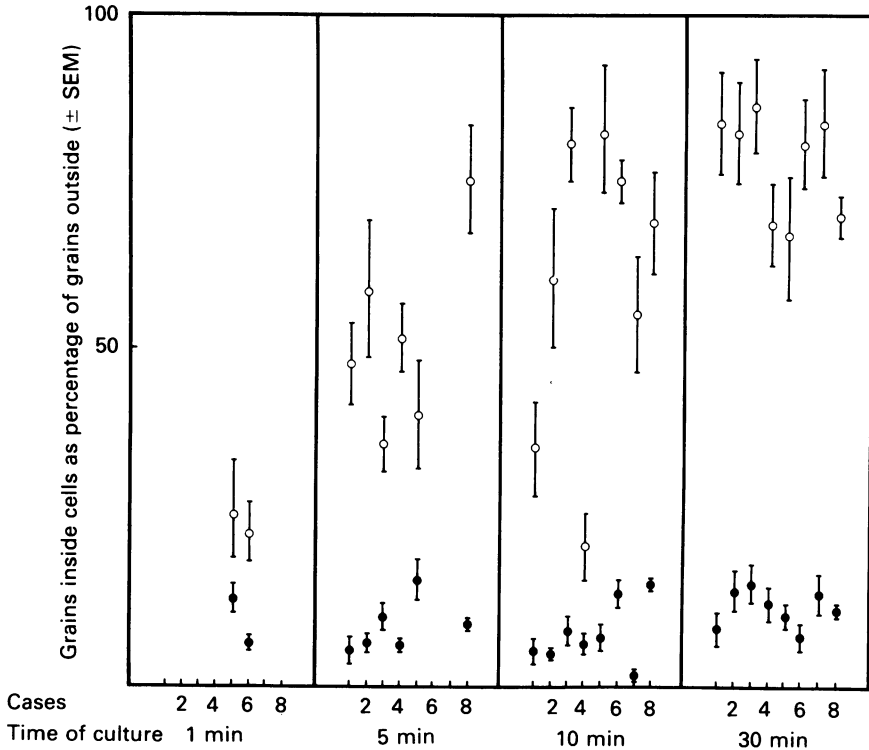 Grains inside cells as percentage of grains outside (± SEM)
100
50
Cases 2 4 6 8 2 4 6 8 2 4 6 8 2 4 6 8
Time of culture 1 min 5 min 10 min 30 min